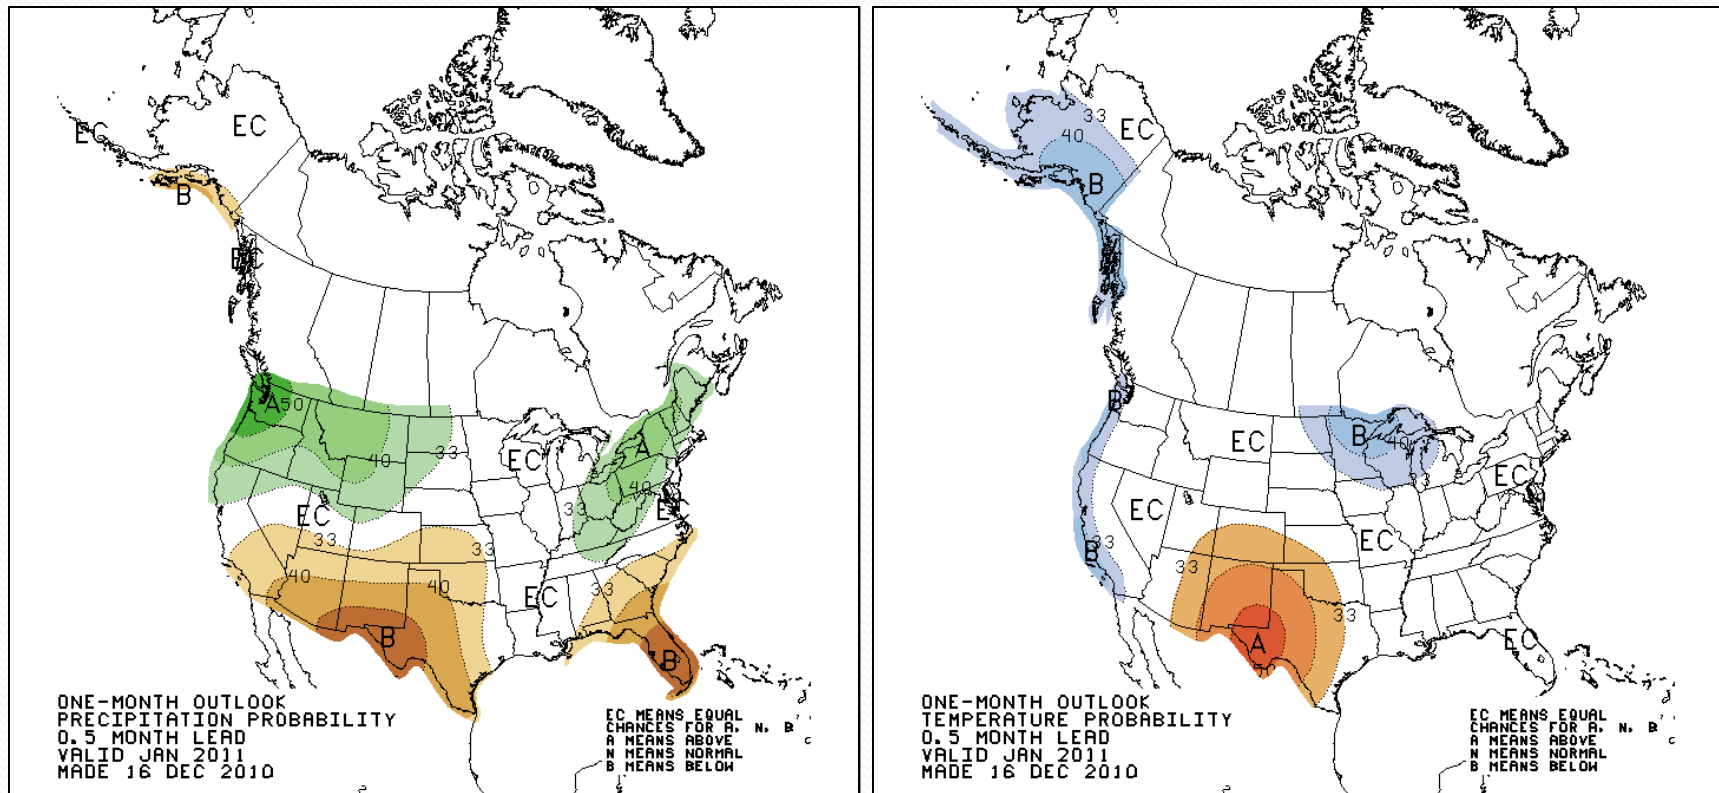 EC
EC
B
EC
A50
40
33
EC
A
40
33
EC
EC
33
33
40
40
33
EC
B
B
ONE-MONTH OUTLOOK
PRECIPITATION PROBABILITY
0.5 MONTH LEAD
VALID JAN 2011
MADE 16 DEC 2010
EC MEANS EQUAL
CHANCES FOR A, N, B
A MEANS ABOVE
N MEANS NORMAL
B MEANS BELOW
33
EC
40
B
B
EC
B
40
33
EC
EC
EC
B
33
33
33
A
50
EC
ONE-MONTH OUTLOOK
TEMPERATURE PROBABILITY
0.5 MONTH LEAD
VALID JAN 2011
MADE 16 DEC 2010
EC MEANS EQUAL
CHANCES FOR A, N, B
A MEANS ABOVE
N MEANS NORMAL
B MEANS BELOW